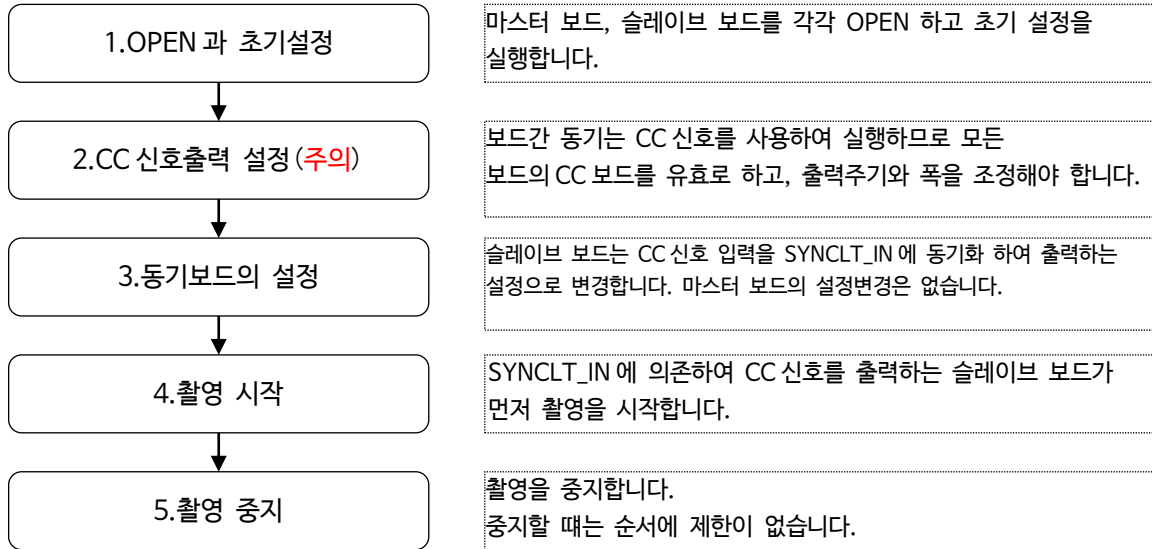 1.OPEN 과 초기설정
마스터 보드, 슬레이브 보드를 각각 OPEN 하고 초기 설정을
실행합니다.
2.CC 신호출력 설정(주의)
보드간 동기는 CC 신호를 사용하여 실행하므로 모든
보드의 CC 보드를 유효로 하고, 출력주기와 폭을 조정해야 합니다.
3.동기보드의 설정
슬레이브 보드는 CC 신호 입력을 SYNCLT_IN 에 동기화 하여 출력하는
설정으로 변경합니다. 마스터 보드의 설정변경은 없습니다.
4.촬영 시작
SYNCLT_IN 에 의존하여 CC 신호를 출력하는 슬레이브 보드가
먼저 촬영을 시작합니다.
5.촬영 중지
촬영을 중지합니다.
중지할 떄는 순서에 제한이 없습니다.